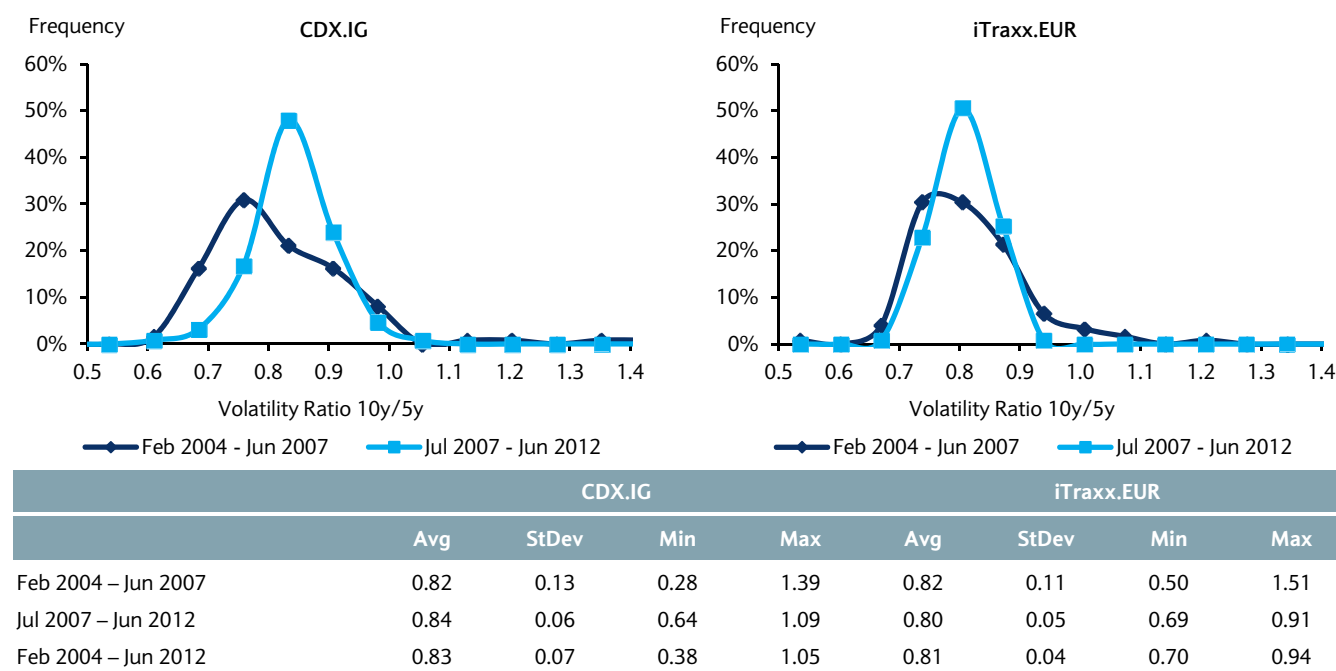 Frequency
CDX.IG
60%
50%
40%
30%
20%
10%
0%
0.5 0.6 0.7 0.8 0.9 1.0 1.1 1.2 1.3 1.4
Volatility Ratio 10y/5y
Feb 2004 - Jun 2007 Jul 2007 - Jun 2012
Frequency
iTraxx.EUR
60%
50%
40%
30%
20%
10%
0%
0.5 0.6 0.7 0.8 0.9 1.0 1.1 1.2 1.3 1.4
Volatility Ratio 10y/5y
Feb 2004 - Jun 2007 Jul 2007 - Jun 2012
CDX.IG iTraxx.EUR
Avg StDev Min Max Avg StDev Min Max
Feb 2004 – Jun 2007 0.82 0.13 0.28 1.39 0.82 0.11 0.50 1.51
Jul 2007 – Jun 2012 0.84 0.06 0.64 1.09 0.80 0.05 0.69 0.91
Feb 2004 – Jun 2012 0.83 0.07 0.38 1.05 0.81 0.04 0.70 0.94